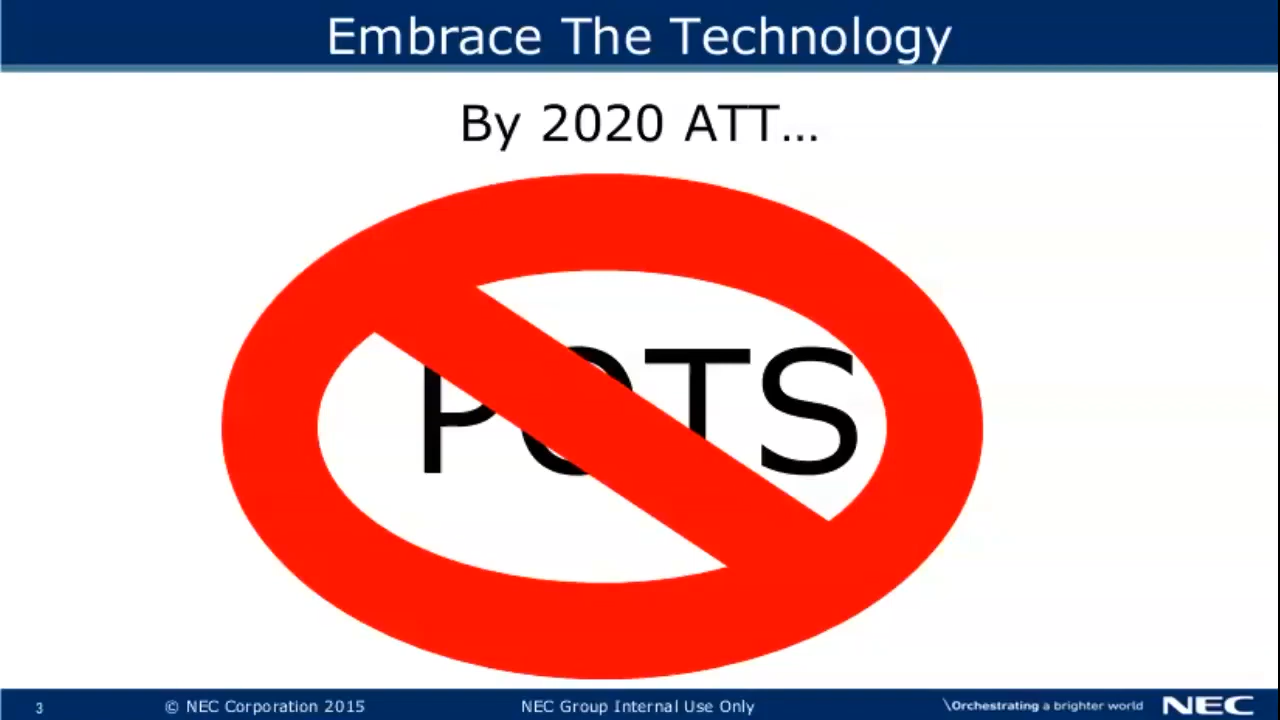 Embrace The Technology
By 2020 ATT...
POTS
3 © NEC Corporation 2015 NEC Group Internal Use Only \Orchestrating a brighter world NEC